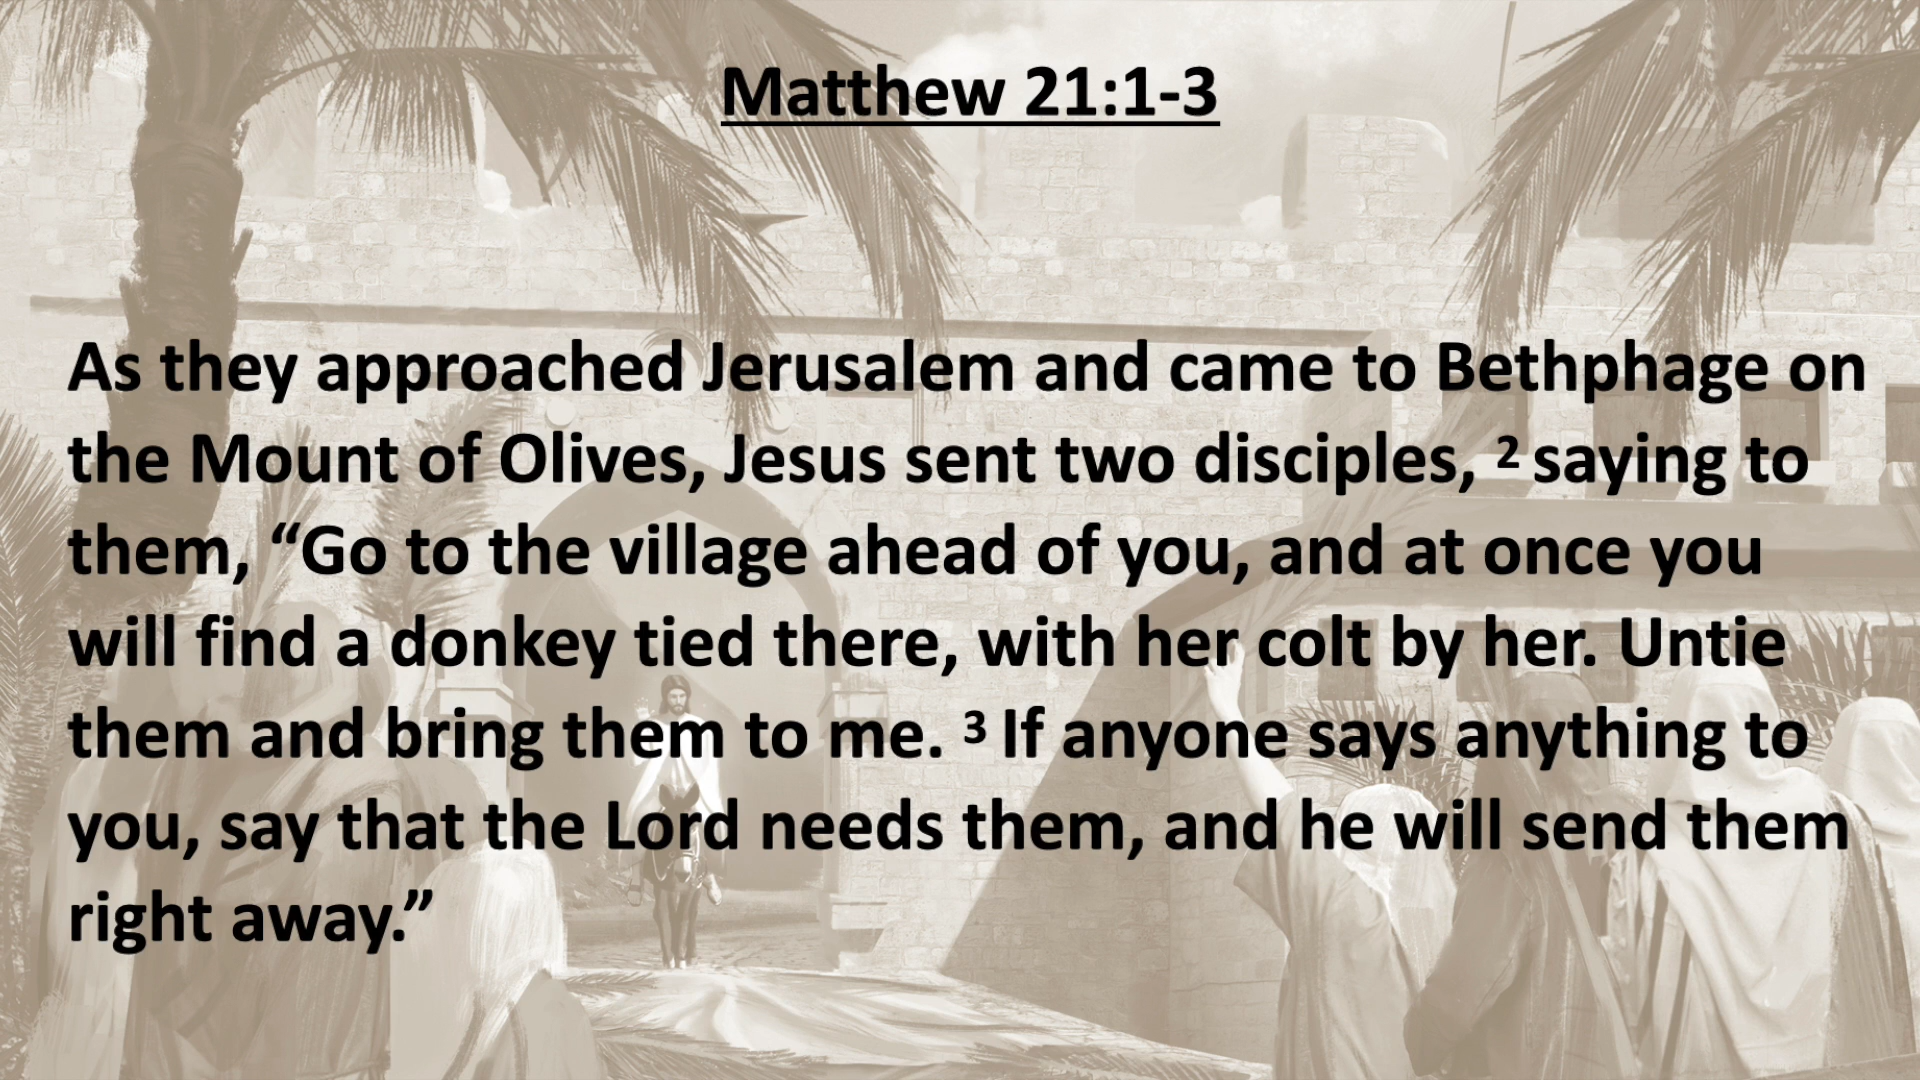 Matthew 21:1-3
As they approached Jerusalem and came to Bethphage on
the Mount of Olives, Jesus sent two disciples, 2 saying to
them, “Go to the village ahead of you, and at once you
will find a donkey tied there, with her colt by her. Untie
them and bring them to me. 3 If anyone says anything to
you, say that the Lord needs them, and he will send them
right away.”